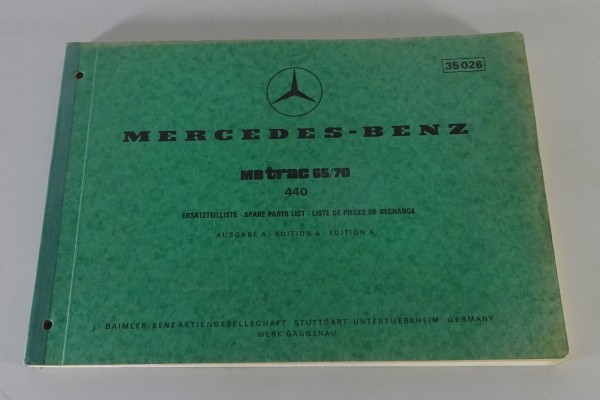 35 026
MERCEDES-BENZ
MB trac 65/70
440
ERSATZTEILLISTE · SPARE PARTS LIST · LISTE DE PIECES DE RECHANGE
AUSGABE A · EDITION A · EDITION A
DAIMLER-BENZ AKTIENGESELLSCHAFT · STUTTGART-UNTERTUERKHEIM · GERMANY
WERK GAGGENAU